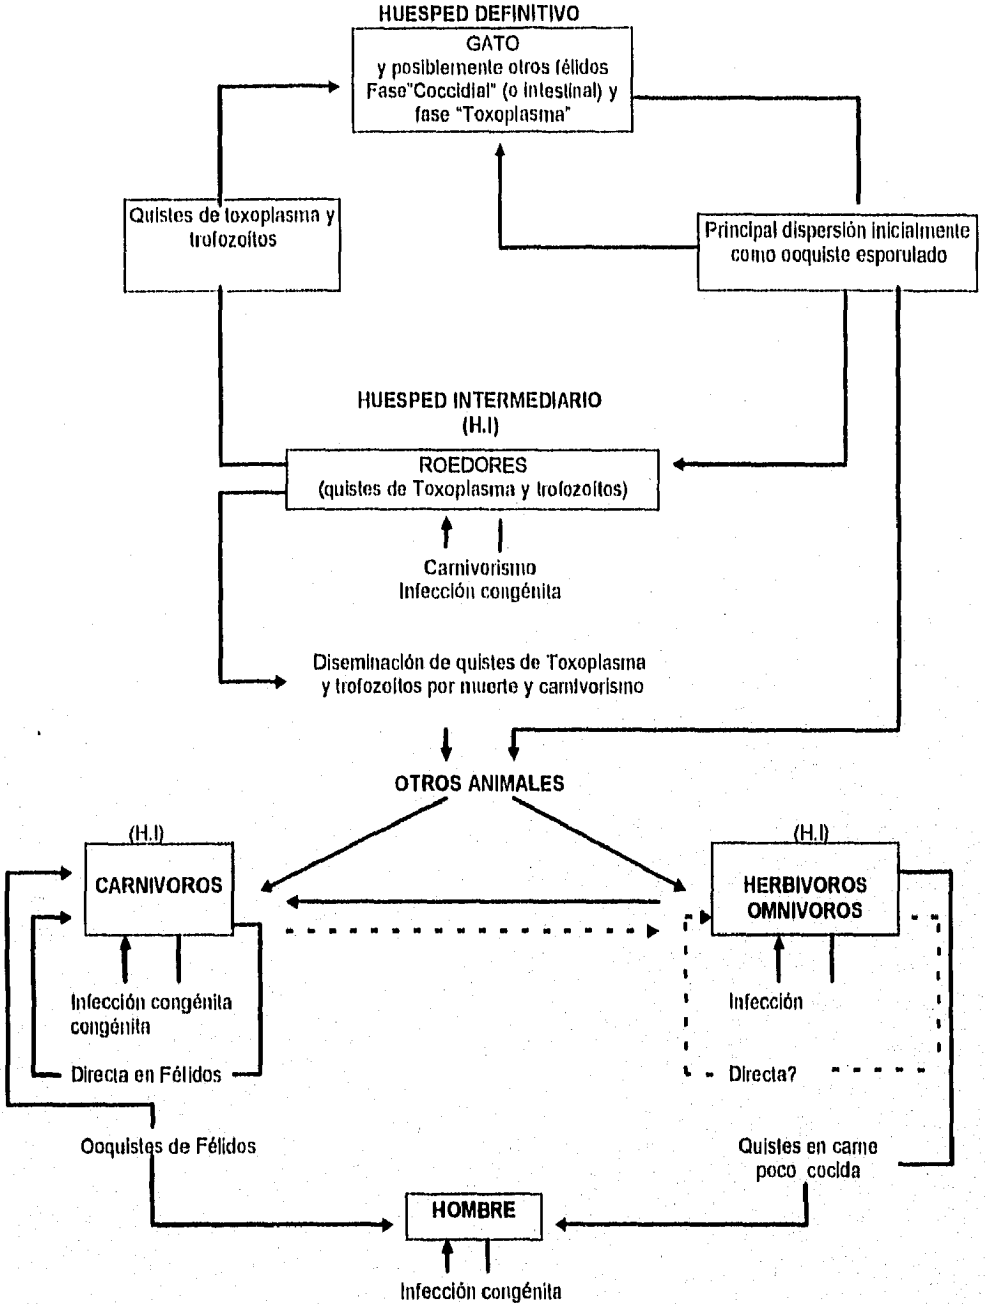 HUESPED DEFINITIVO
GATO
y posiblemente otros félidos
Fase"Coccidial" (o intestinal) y
fase "Toxoplasma"
Quistes de toxoplasma y
trofozoítos
Principal dispersión inicialmente
como ooquiste esporulado
HUESPED INTERMEDIARIO
(H.I)
ROEDORES
(quistes de Toxoplasma y trofozoítos)
Carnivorismo
Infección congénita
Diseminación de quistes de Toxoplasma
y trofozoítos por muerte y carnivorismo
OTROS ANIMALES
(H.I)
CARNIVOROS
(H.I)
HERBIVOROS
OMNIVOROS
Infección congénita
congénita
Infección
Directa en Félidos
Directa?
Ooquistes de Félidos
Quistes en carne
poco cocida
HOMBRE
Infección congénita